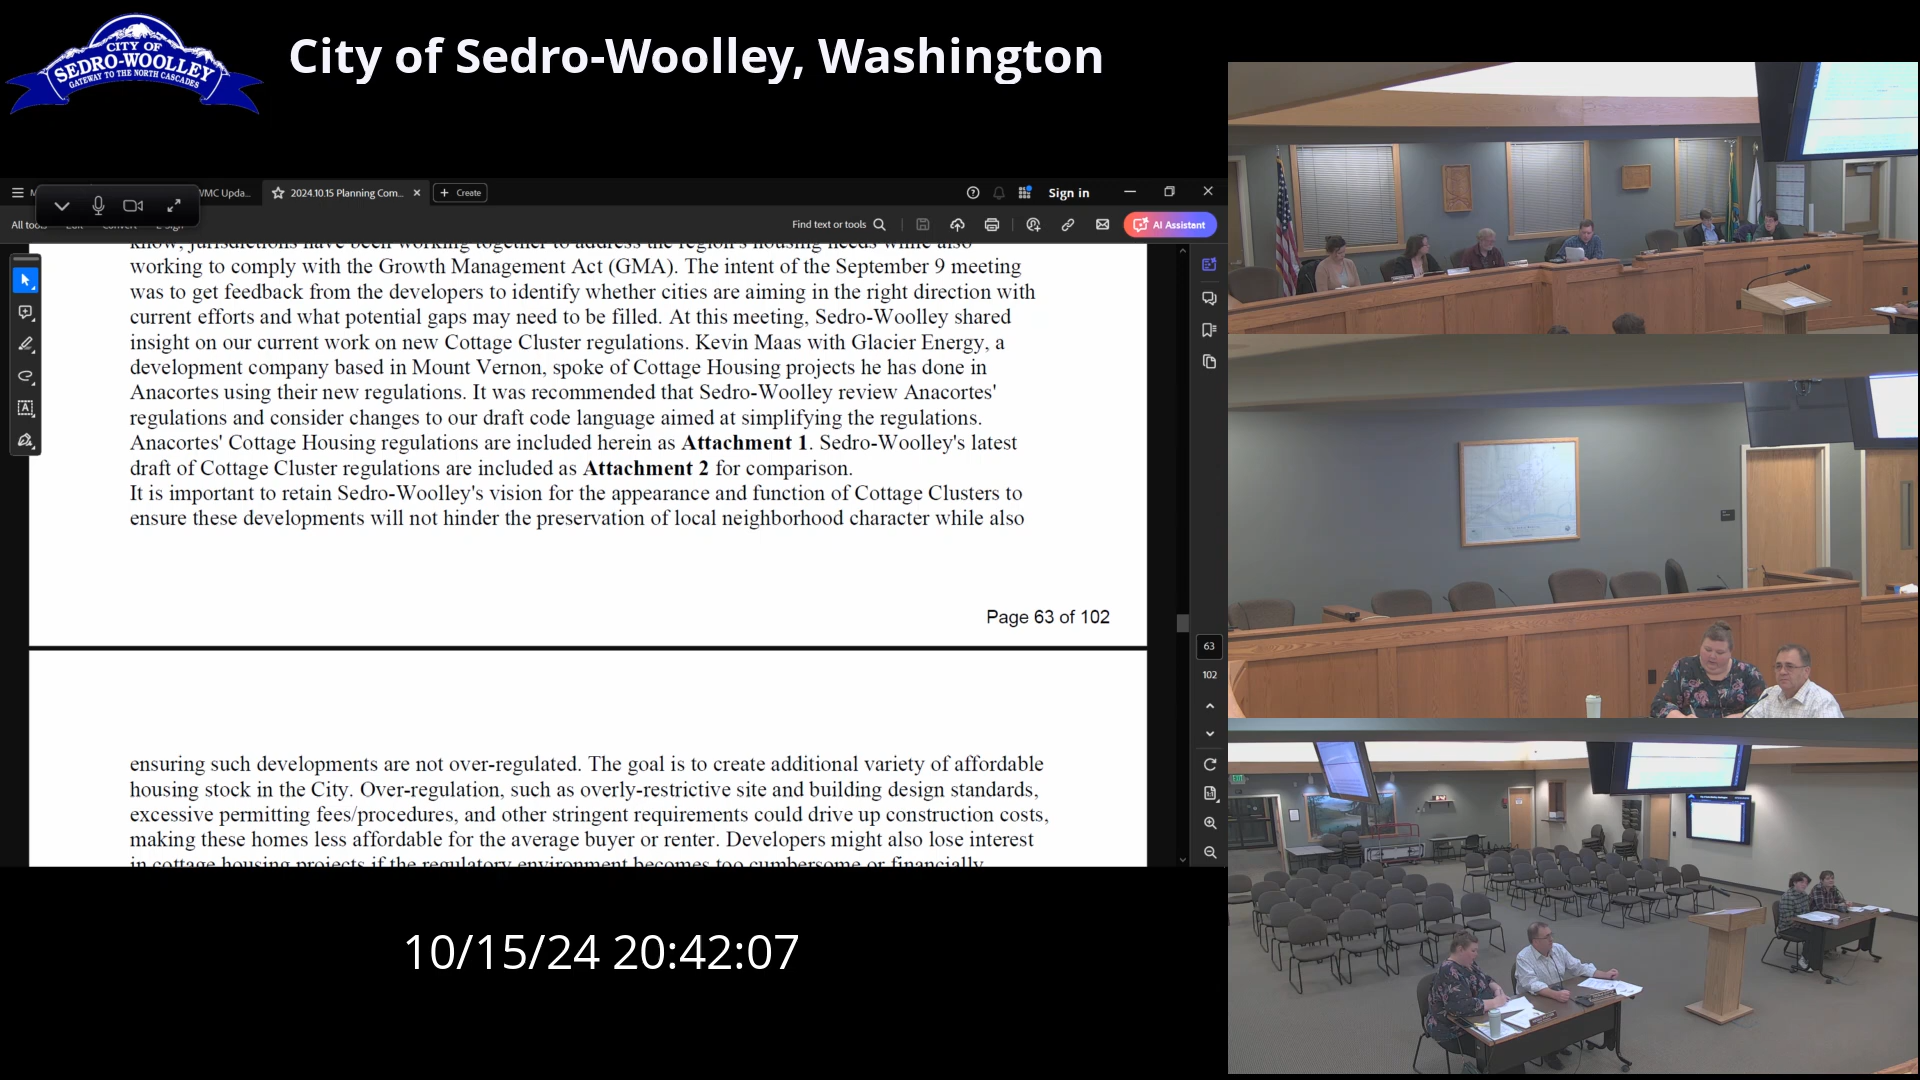 CITY OF
SEDRO-WOOLLEY
GATEWAY TO THE NORTH CASCADES
City of Sedro-Woolley, Washington
2024.10.15 Planning Com...
Create
Sign in
Find text or tools
AI Assistant
working to comply with the Growth Management Act (GMA). The intent of the September 9 meeting
was to get feedback from the developers to identify whether cities are aiming in the right direction with
current efforts and what potential gaps may need to be filled. At this meeting, Sedro-Woolley shared
insight on our current work on new Cottage Cluster regulations. Kevin Maas with Glacier Energy, a
development company based in Mount Vernon, spoke of Cottage Housing projects he has done in
Anacortes using their new regulations. It was recommended that Sedro-Woolley review Anacortes'
regulations and consider changes to our draft code language aimed at simplifying the regulations.
Anacortes' Cottage Housing regulations are included herein as Attachment 1. Sedro-Woolley's latest
draft of Cottage Cluster regulations are included as Attachment 2 for comparison.
It is important to retain Sedro-Woolley's vision for the appearance and function of Cottage Clusters to
ensure these developments will not hinder the preservation of local neighborhood character while also
Page 63 of 102
63
102
ensuring such developments are not over-regulated. The goal is to create additional variety of affordable
housing stock in the City. Over-regulation, such as overly-restrictive site and building design standards,
excessive permitting fees/procedures, and other stringent requirements could drive up construction costs,
making these homes less affordable for the average buyer or renter. Developers might also lose interest
in cottage housing projects if the regulatory environment becomes too cumbersome or financially
10/15/24 20:42:07